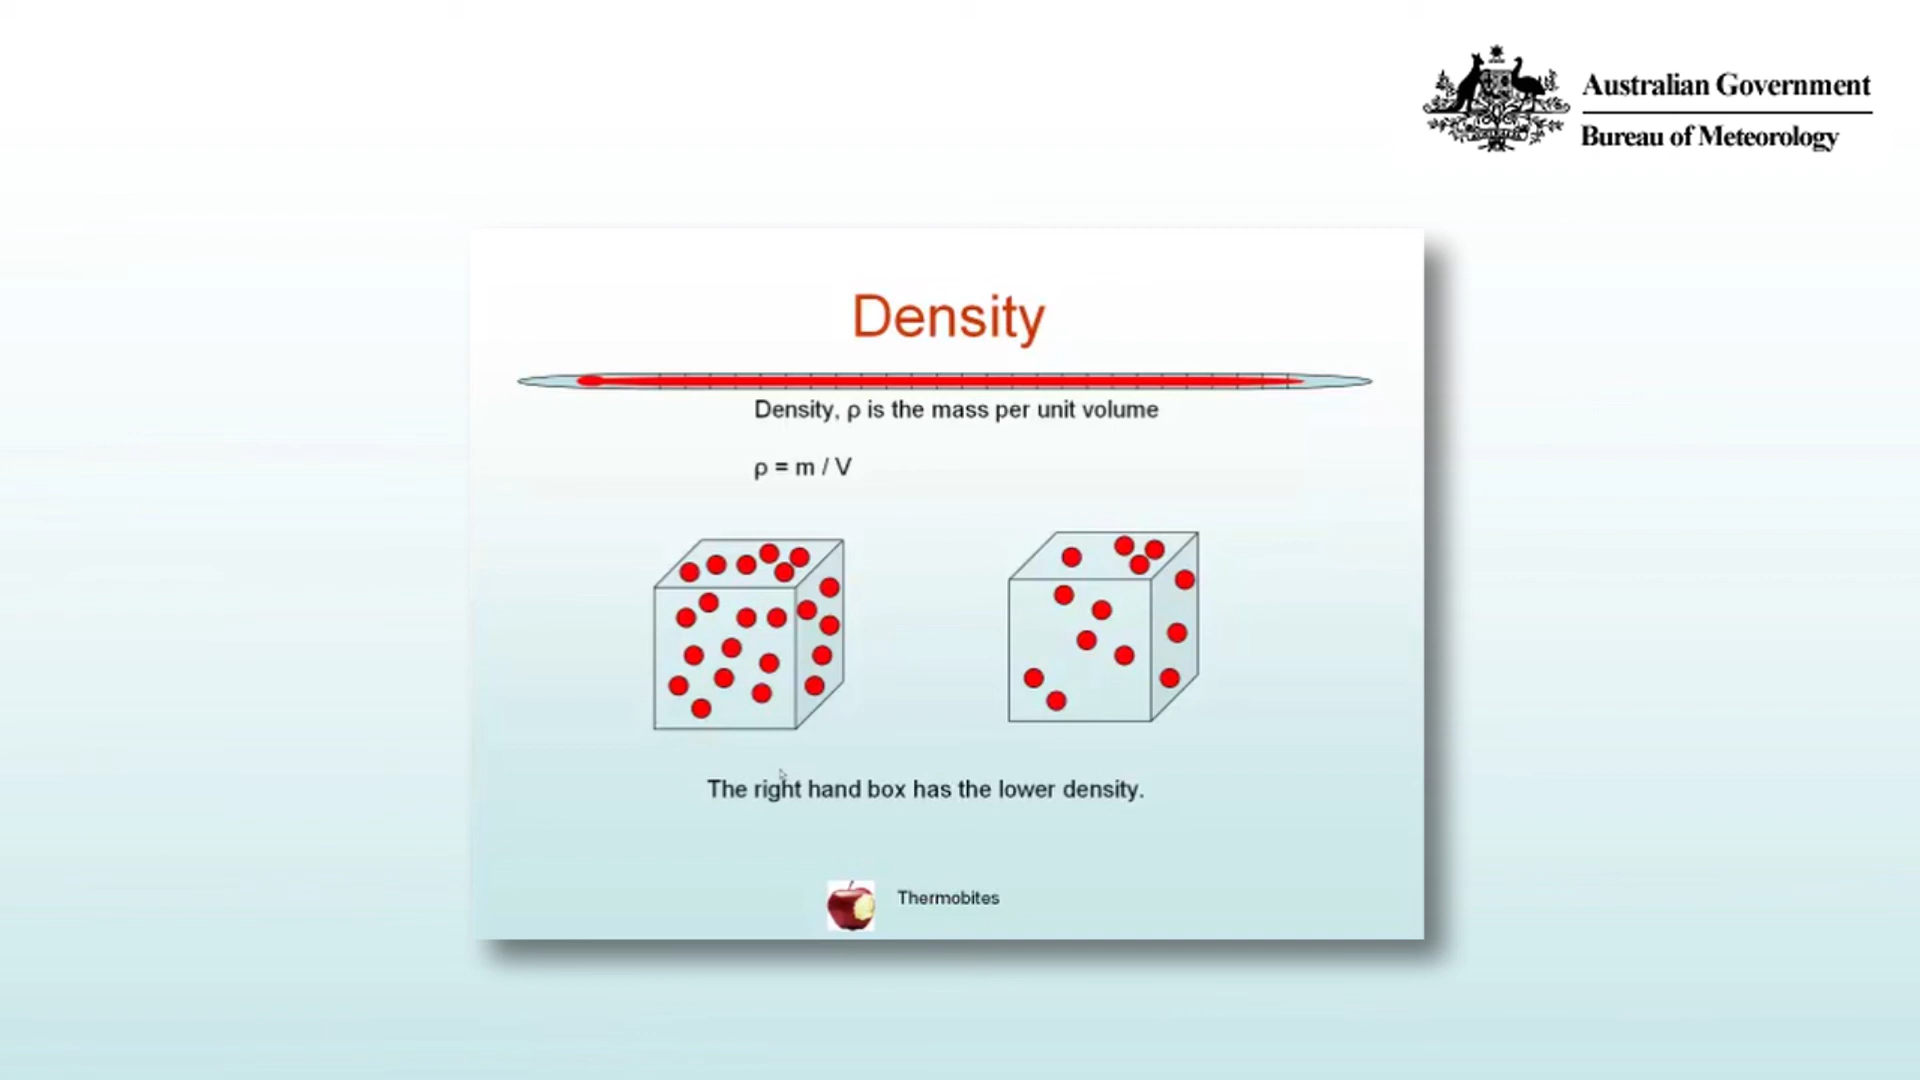 Australian Government
Bureau of Meteorology
Density
Density, ρ is the mass per unit volume
ρ = m / V
The right hand box has the lower density.
Thermobites